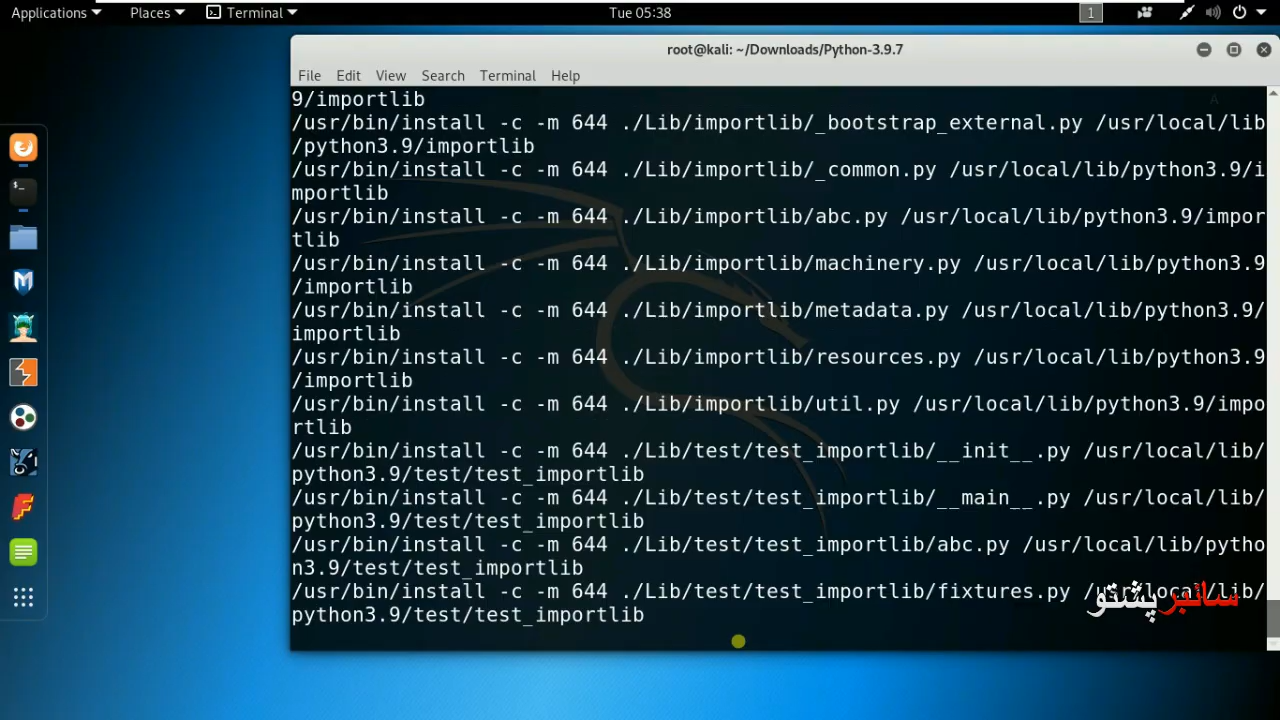 Applications Places Terminal Tue 05:38 1
root@kali: ~/Downloads/Python-3.9.7
File Edit View Search Terminal Help
9/importlib
/usr/bin/install -c -m 644 ./Lib/importlib/_bootstrap_external.py /usr/local/lib
/python3.9/importlib
/usr/bin/install -c -m 644 ./Lib/importlib/_common.py /usr/local/lib/python3.9/i
mportlib
/usr/bin/install -c -m 644 ./Lib/importlib/abc.py /usr/local/lib/python3.9/impor
tlib
/usr/bin/install -c -m 644 ./Lib/importlib/machinery.py /usr/local/lib/python3.9
/importlib
/usr/bin/install -c -m 644 ./Lib/importlib/metadata.py /usr/local/lib/python3.9/
importlib
/usr/bin/install -c -m 644 ./Lib/importlib/resources.py /usr/local/lib/python3.9
/importlib
/usr/bin/install -c -m 644 ./Lib/importlib/util.py /usr/local/lib/python3.9/impo
rtlib
/usr/bin/install -c -m 644 ./Lib/test/test_importlib/__init__.py /usr/local/lib/
python3.9/test/test_importlib
/usr/bin/install -c -m 644 ./Lib/test/test_importlib/__main__.py /usr/local/lib/
python3.9/test/test_importlib
/usr/bin/install -c -m 644 ./Lib/test/test_importlib/abc.py /usr/local/lib/pytho
n3.9/test/test_importlib
/usr/bin/install -c -m 644 ./Lib/test/test_importlib/fixtures.py /usr/local/lib/
python3.9/test/test_importlib
سائبر پشتو